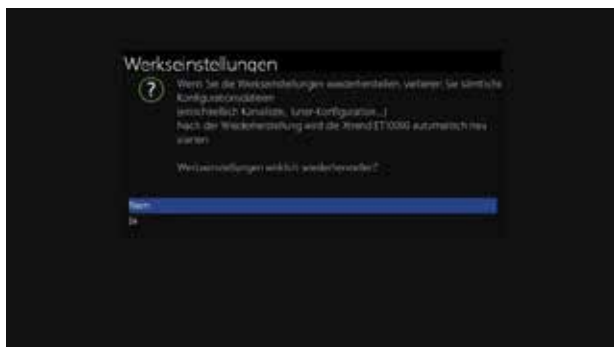 Werkseinstellungen
Wenn Sie die Werkseinstellungen wiederherstellen, verlieren Sie sämtliche
Konfigurationsdateien
(einschließlich Kanalliste, Tuner-Konfiguration...)
Nach der Wiederherstellung wird die Xtrend ET10000 automatisch neu
starten
Werkseinstellungen wirklich wiederherstellen?
Nein
Ja